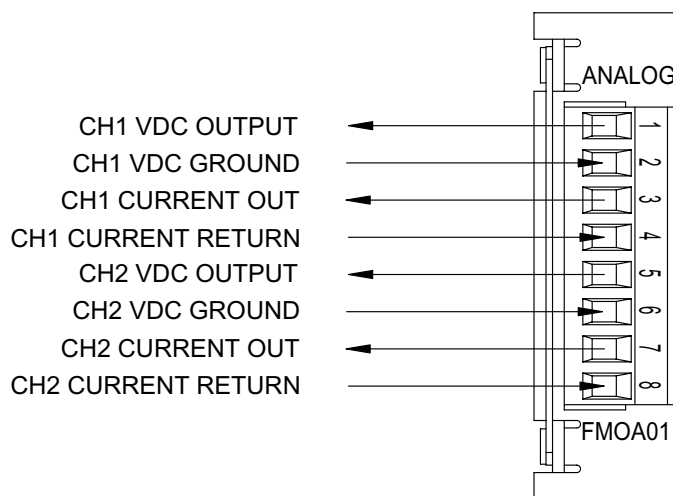 ANALOG
CH1 VDC OUTPUT 1
CH1 VDC GROUND 2
CH1 CURRENT OUT 3
CH1 CURRENT RETURN 4
CH2 VDC OUTPUT 5
CH2 VDC GROUND 6
CH2 CURRENT OUT 7
CH2 CURRENT RETURN 8
FMOA01